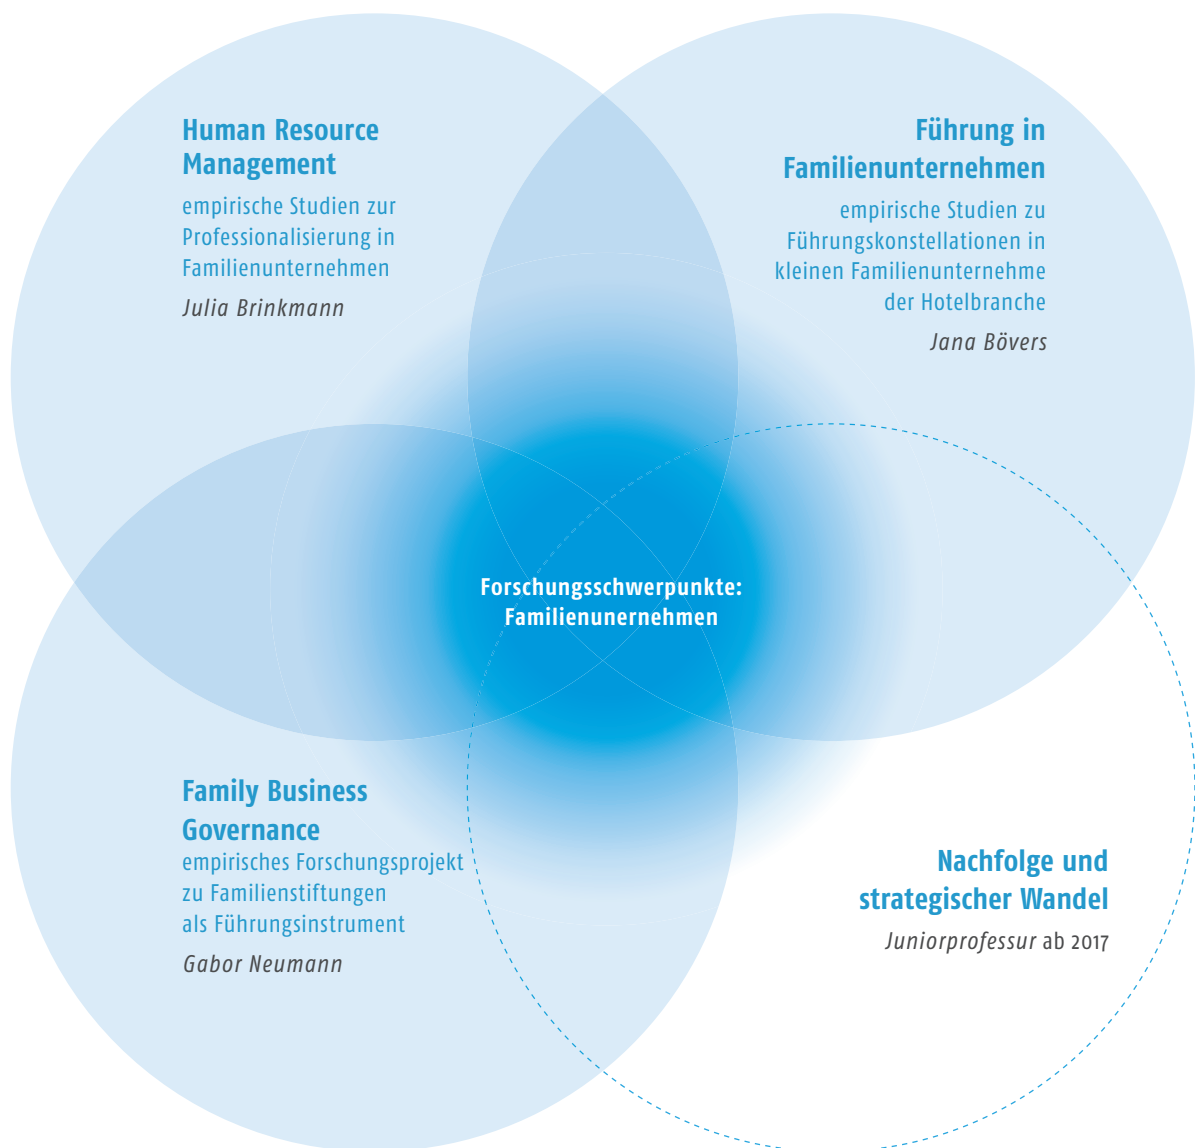 Human Resource
Management
empirische Studien zur
Professionalisierung in
Familienunternehmen
Julia Brinkmann
Führung in
Familienunternehmen
empirische Studien zu
Führungskonstellationen in
kleinen Familienunternehme
der Hotelbranche
Jana Bövers
Forschungsschwerpunkte:
Familienunernehmen
Family Business
Governance
empirisches Forschungsprojekt
zu Familienstiftungen
als Führungsinstrument
Gabor Neumann
Nachfolge und
strategischer Wandel
Juniorprofessur ab 2017